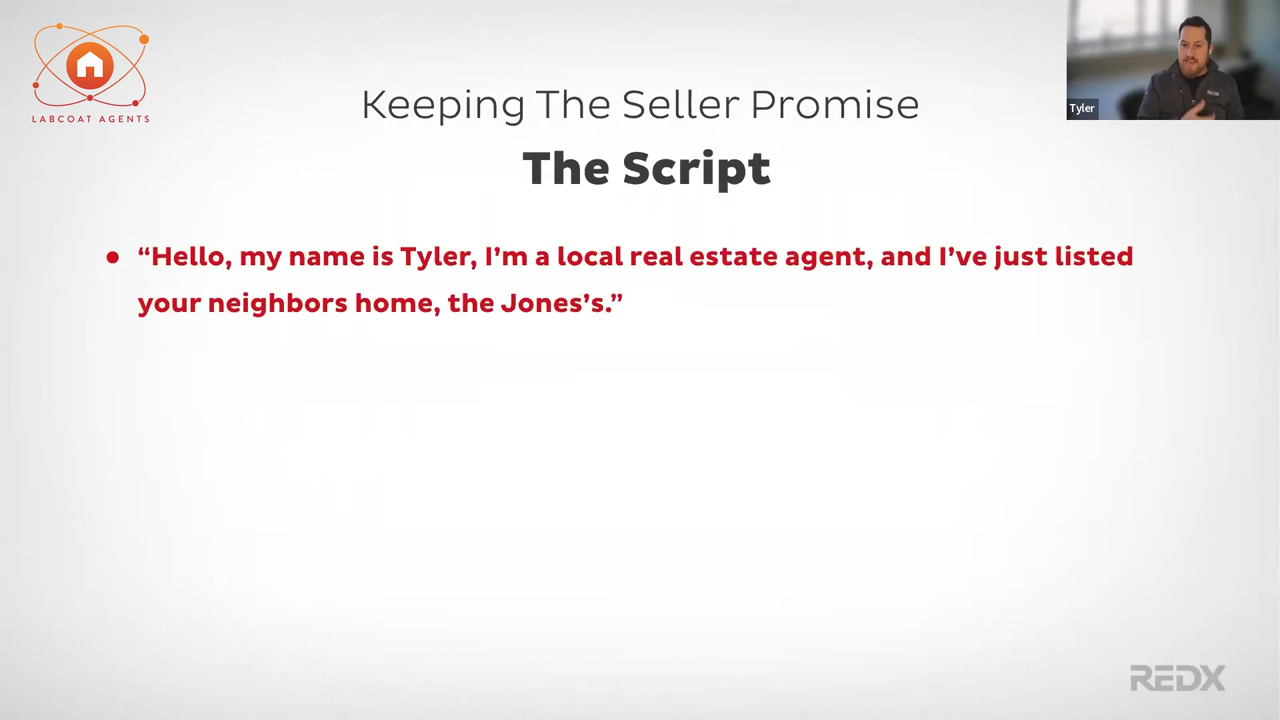 LABCOAT AGENTS
Keeping The Seller Promise
The Script
Tyler
REDX
• “Hello, my name is Tyler, I’m a local real estate agent, and I’ve just listed
your neighbors home, the Jones’s.”
REDX